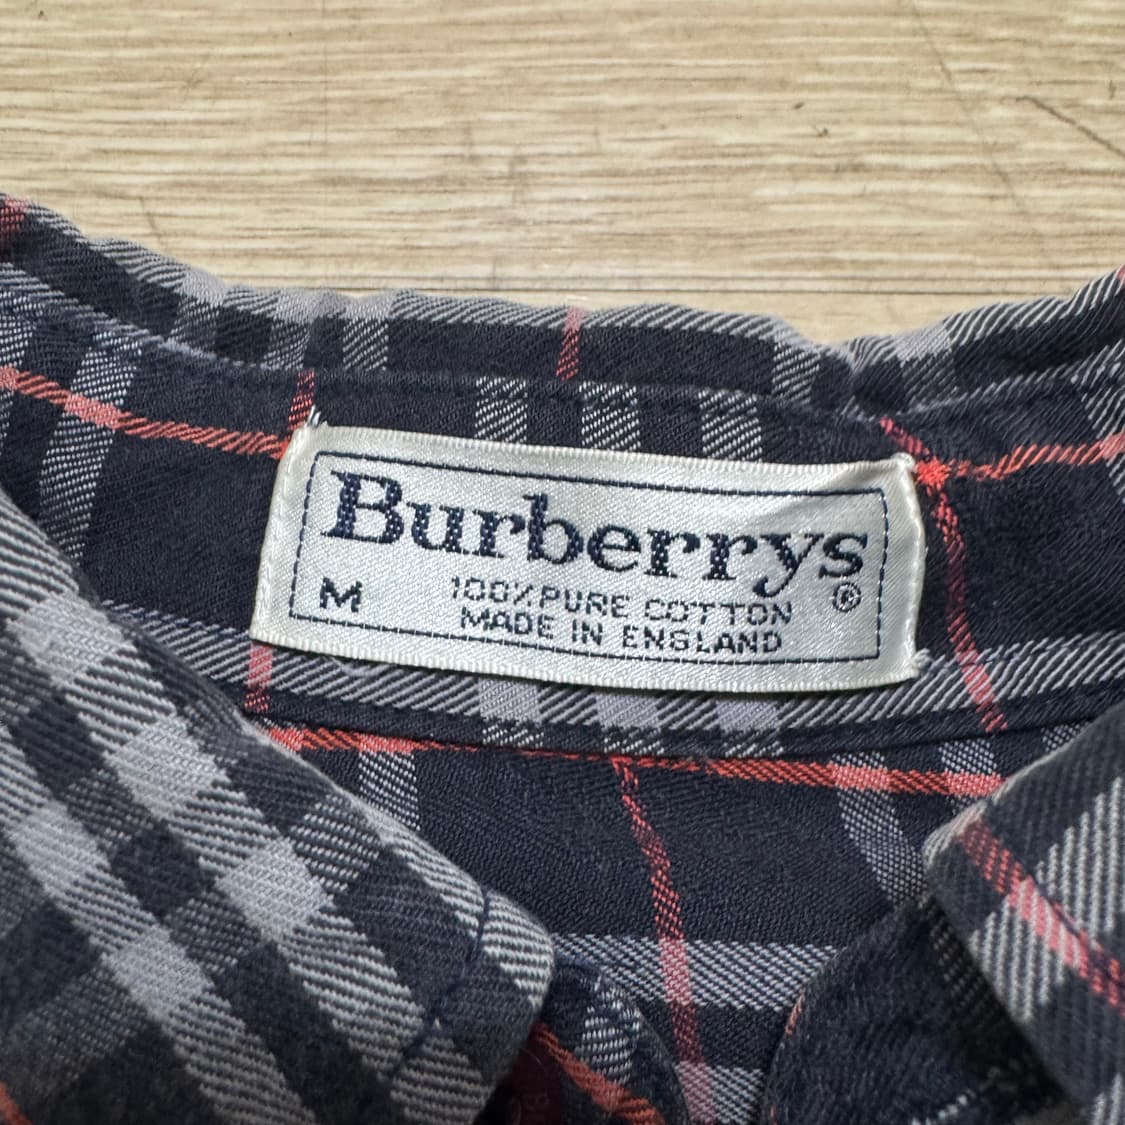 Burberrys
®
M 100% PURE COTTON
MADE IN ENGLAND